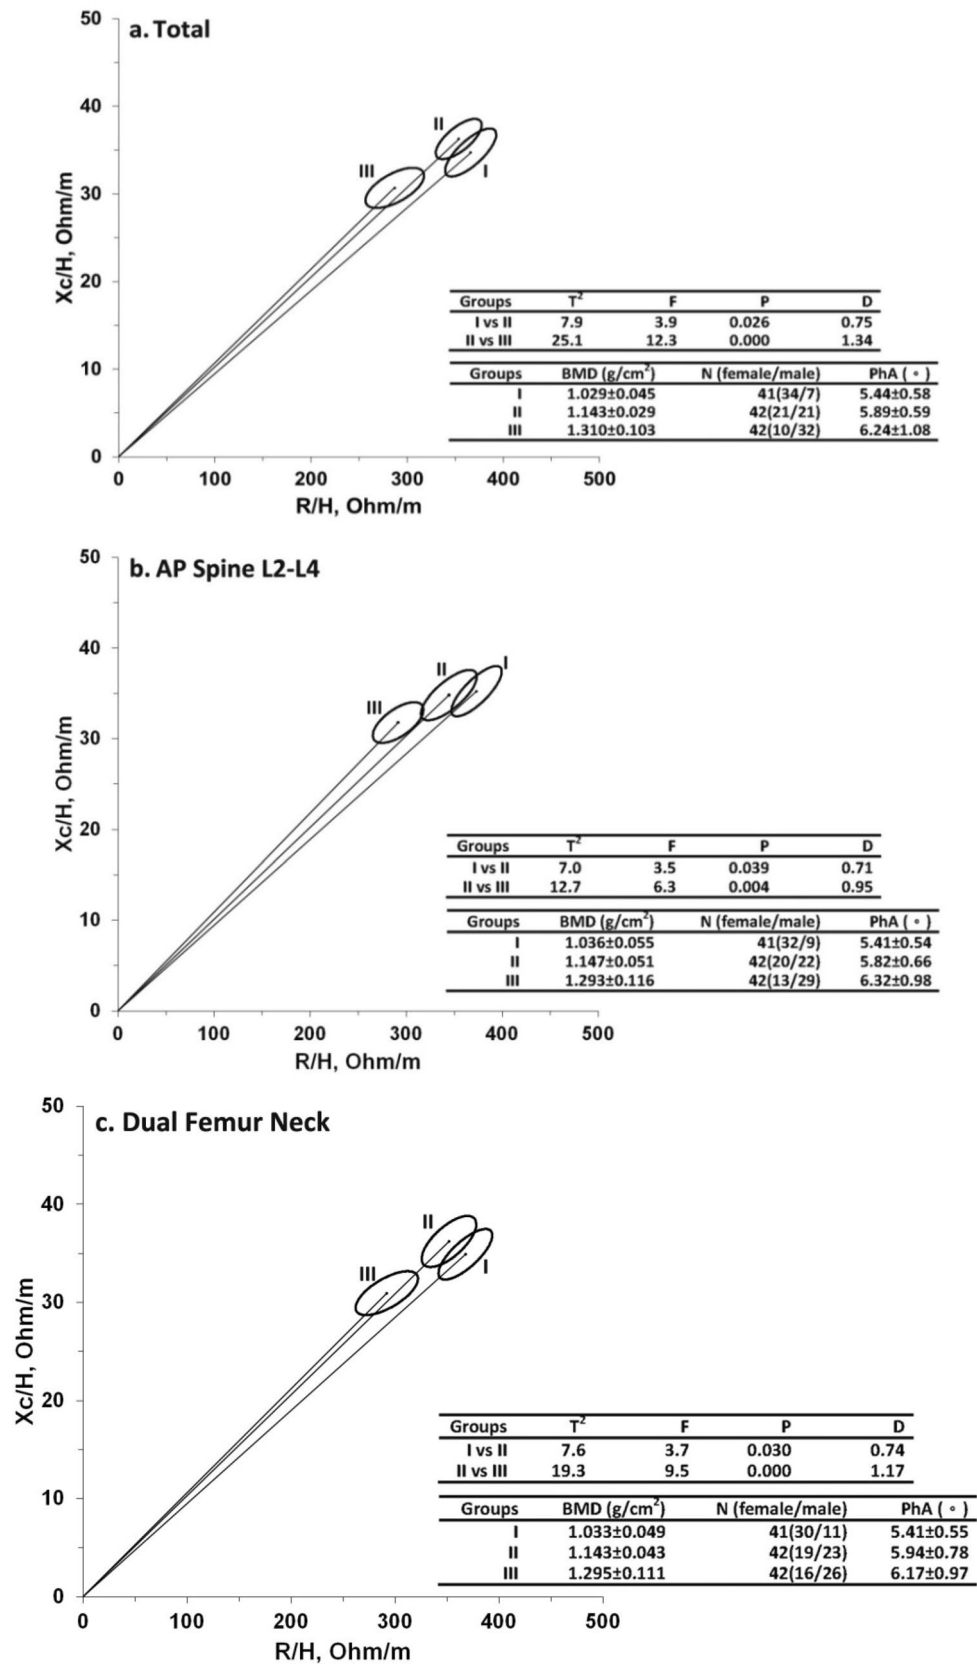 50
a. Total
40
II
III
I
30
Xc/H, Ohm/m
20
Groups T² F P D
I vs II 7.9 3.9 0.026 0.75
II vs III 25.1 12.3 0.000 1.34
10
Groups BMD (g/cm²) N (female/male) PhA ( ° )
I 1.029±0.045 41(34/7) 5.44±0.58
II 1.143±0.029 42(21/21) 5.89±0.59
III 1.310±0.103 42(10/32) 6.24±1.08
0
0 100 200 300 400 500
R/H, Ohm/m
50
b. AP Spine L2-L4
40
I
II
III
30
Xc/H, Ohm/m
20
Groups T² F P D
I vs II 7.0 3.5 0.039 0.71
II vs III 12.7 6.3 0.004 0.95
10
Groups BMD (g/cm²) N (female/male) PhA ( ° )
I 1.036±0.055 41(32/9) 5.41±0.54
II 1.147±0.051 42(20/22) 5.82±0.66
III 1.293±0.116 42(13/29) 6.32±0.98
0
0 100 200 300 400 500
R/H, Ohm/m
50
c. Dual Femur Neck
40
II
I
III
30
Xc/H, Ohm/m
20
Groups T² F P D
I vs II 7.6 3.7 0.030 0.74
II vs III 19.3 9.5 0.000 1.17
10
Groups BMD (g/cm²) N (female/male) PhA ( ° )
I 1.033±0.049 41(30/11) 5.41±0.55
II 1.143±0.043 42(19/23) 5.94±0.78
III 1.295±0.111 42(16/26) 6.17±0.97
0
0 100 200 300 400 500
R/H, Ohm/m